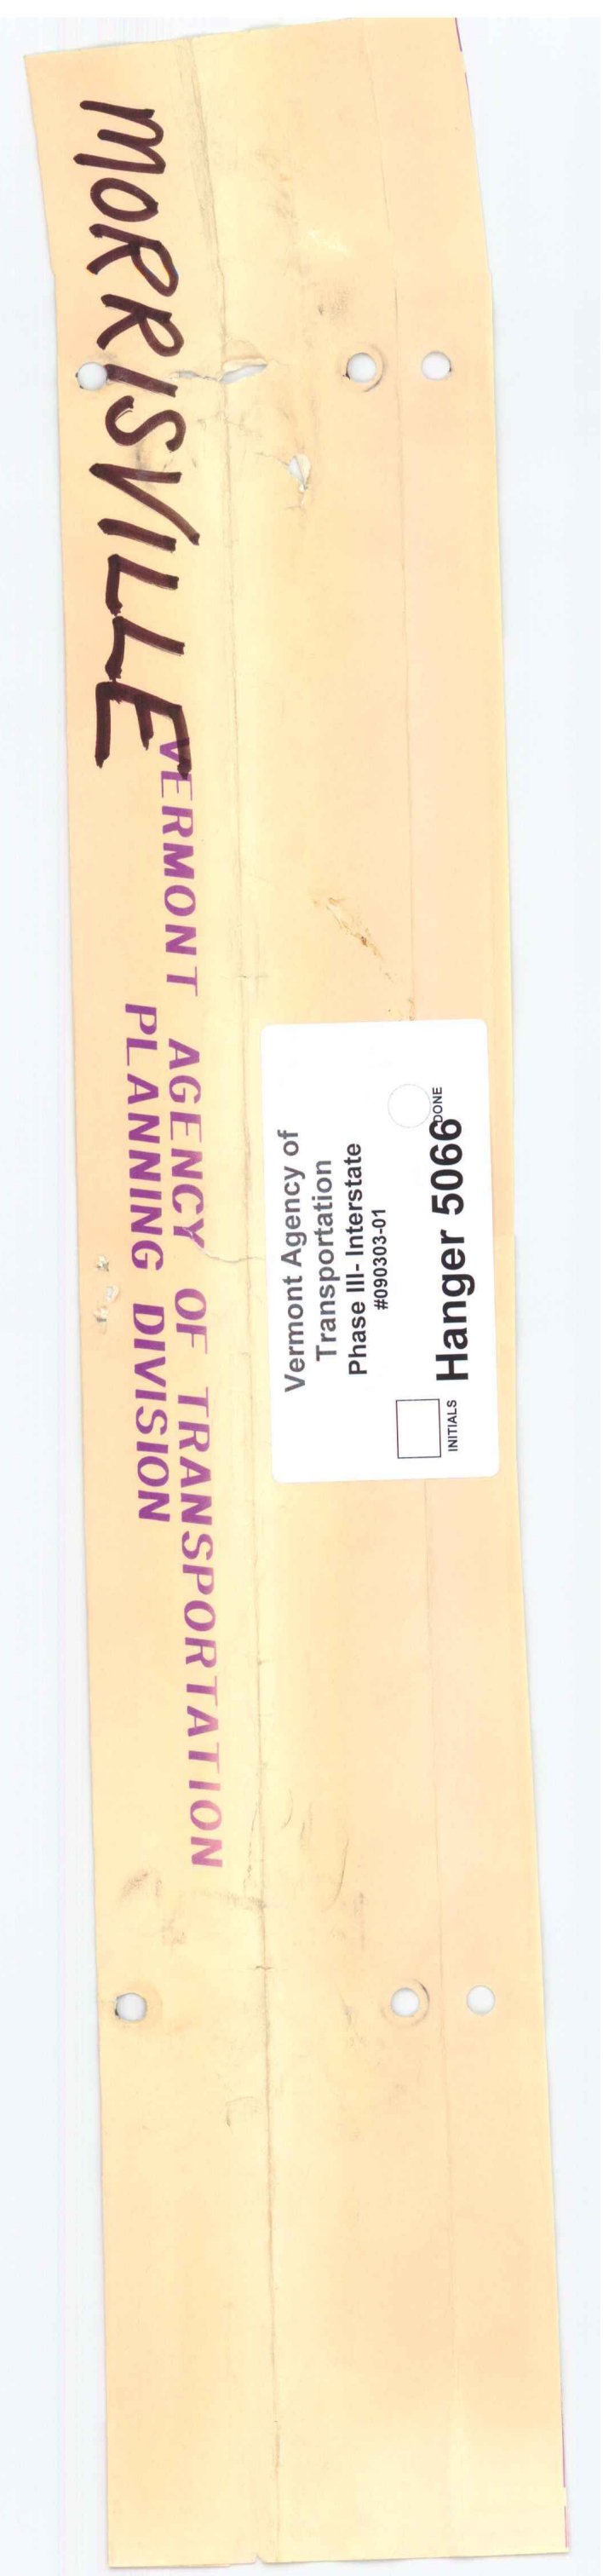 MORRISVILLE
VERMONT AGENCY OF TRANSPORTATION
PLANNING DIVISION
Vermont Agency of
Transportation
Phase III- Interstate
#090303-01
DONE
Hanger 5066
INITIALS